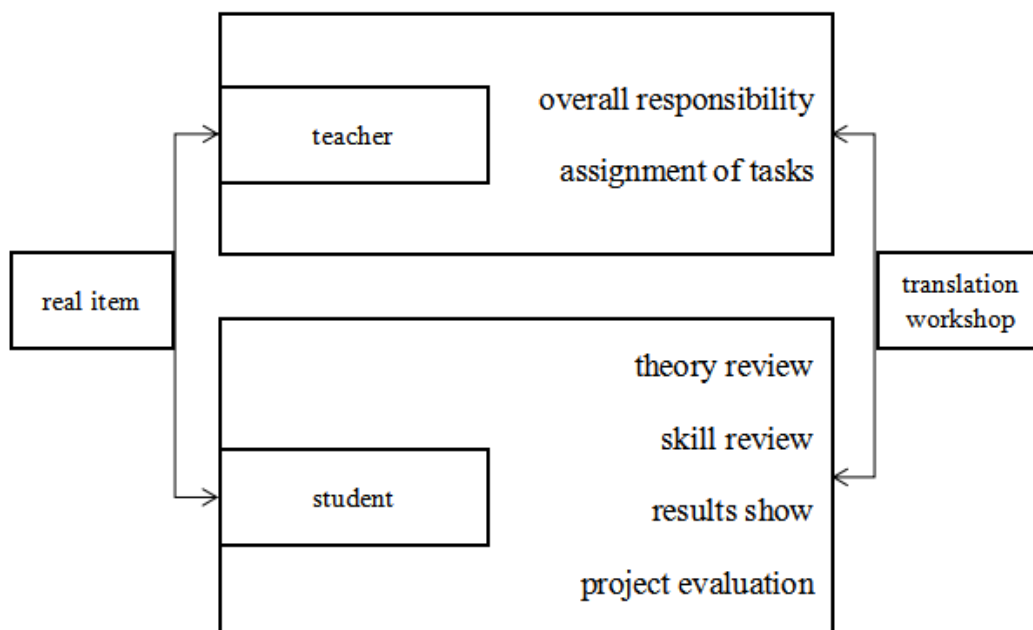 overall responsibility
teacher
assignment of tasks
real item
translation
workshop
theory review
skill review
student
results show
project evaluation